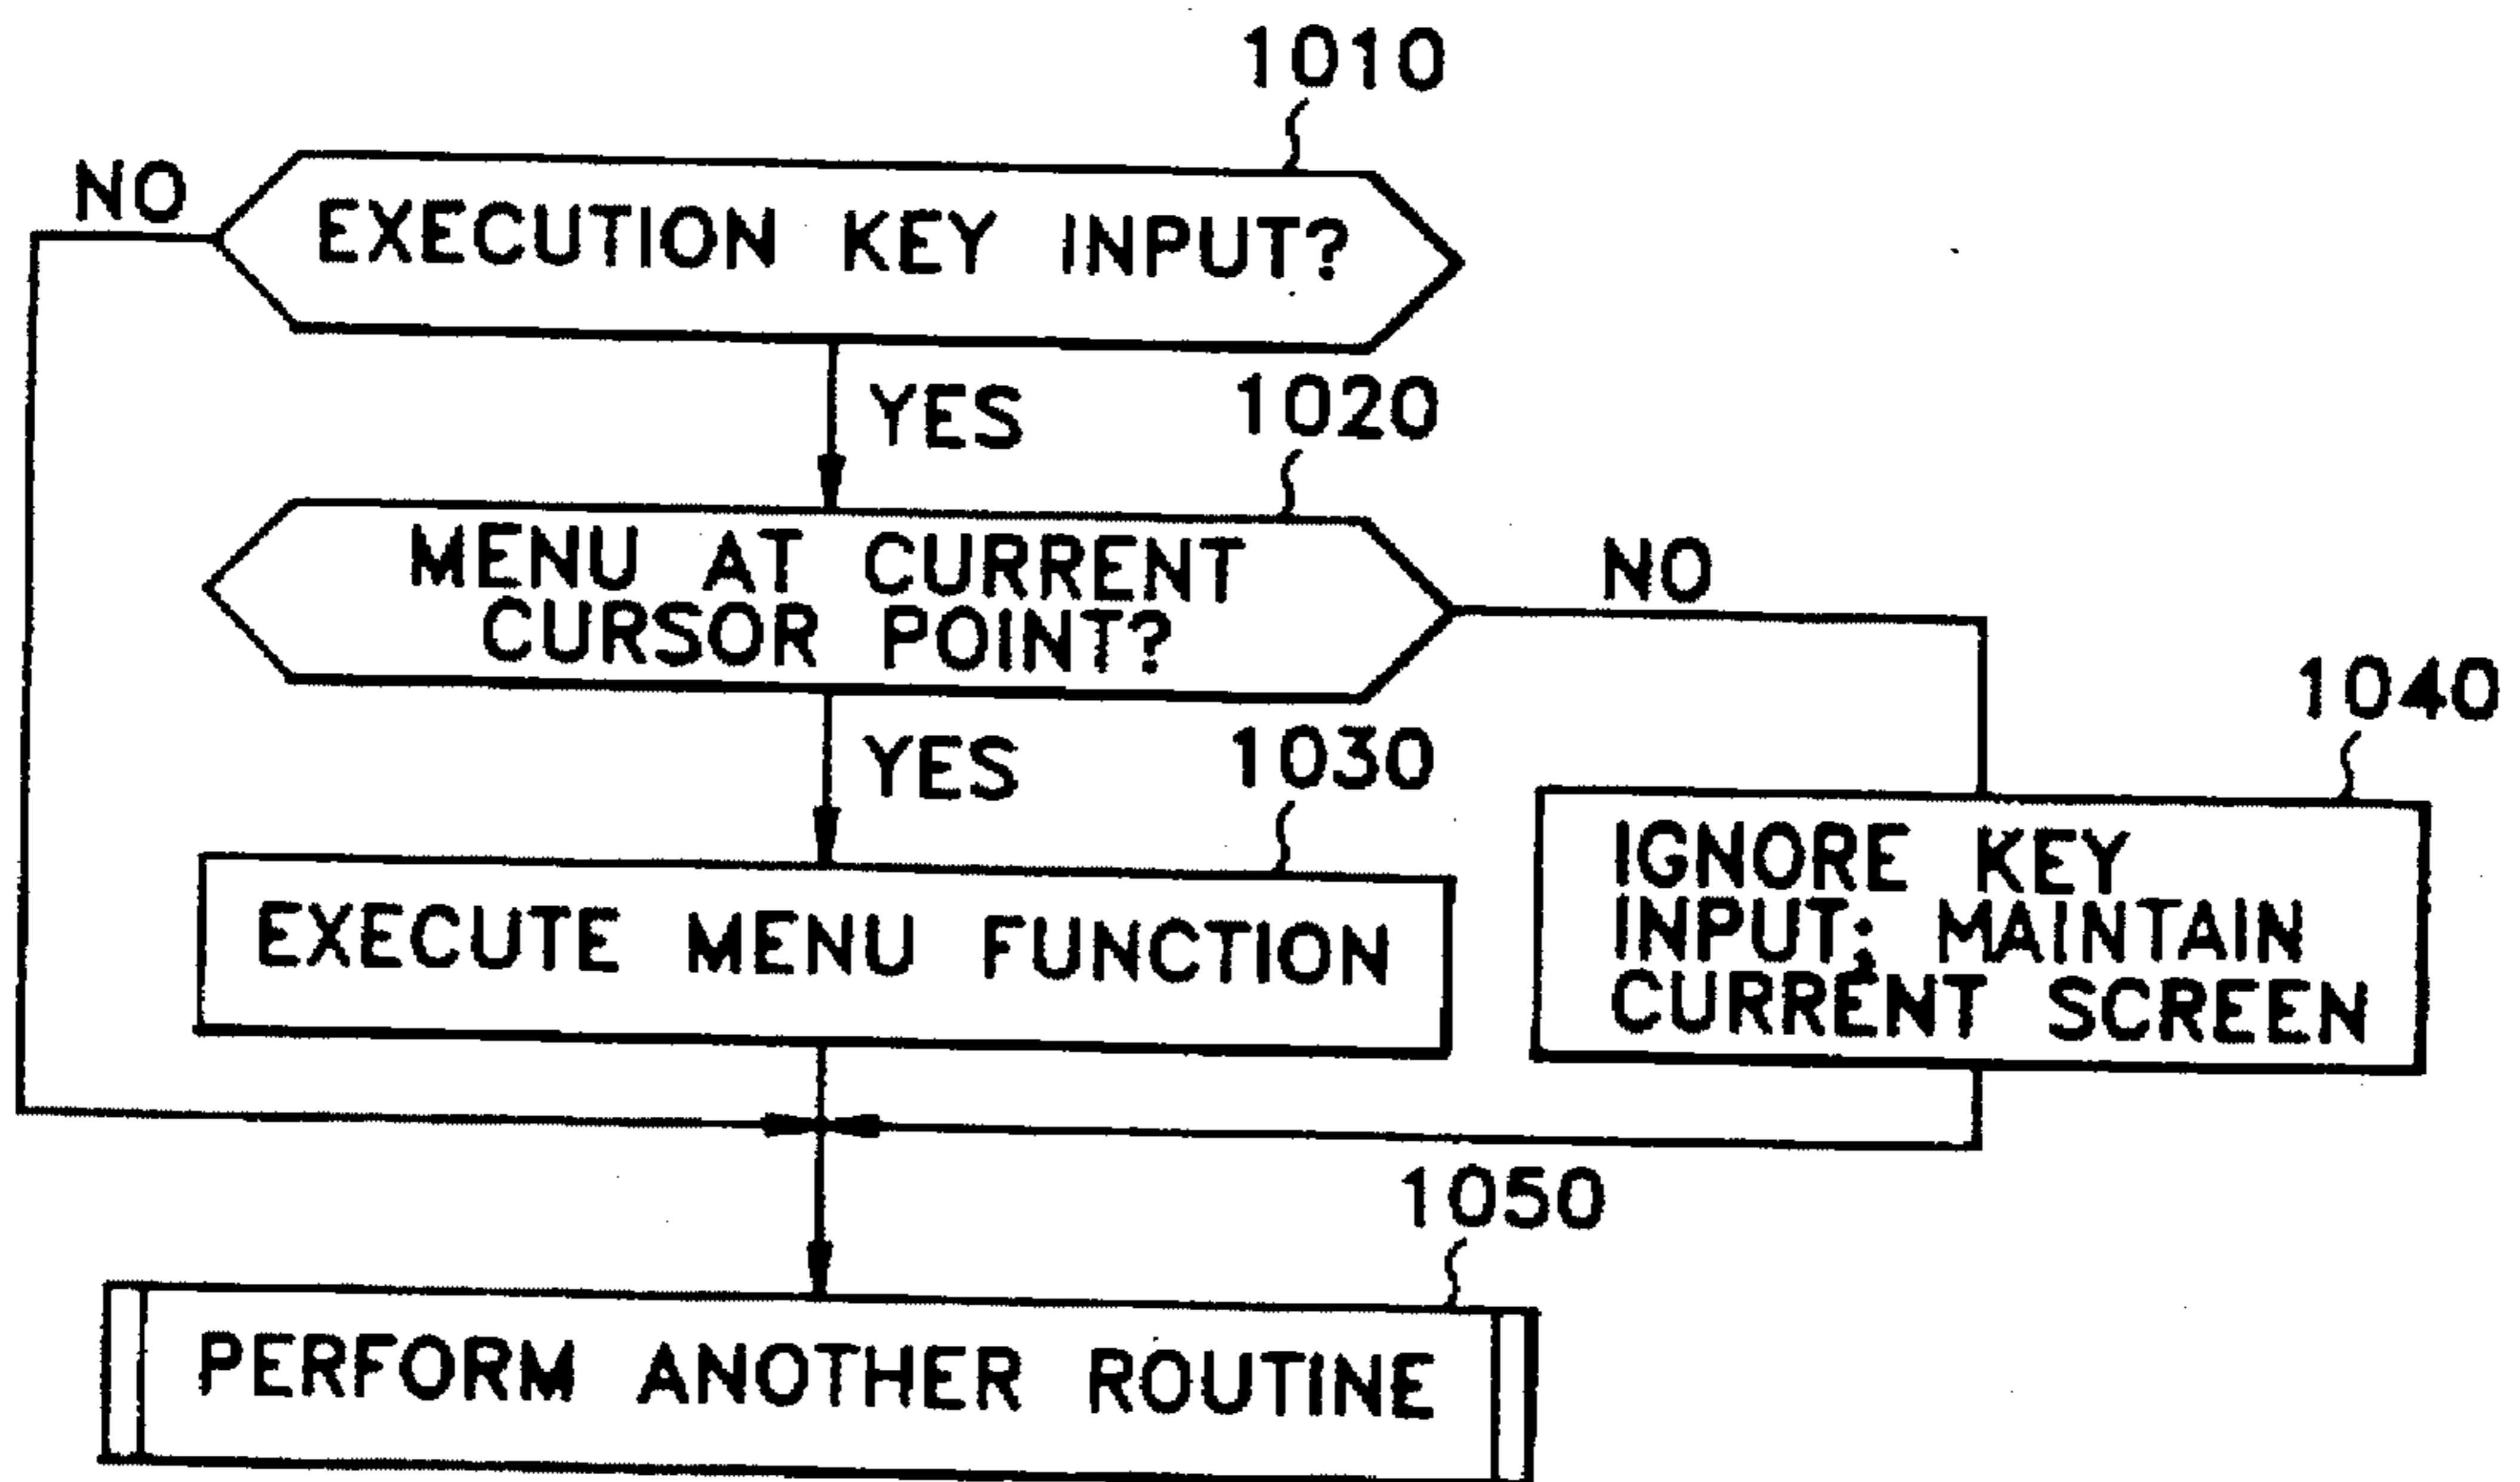 1010
NO
EXECUTION KEY INPUT?
YES
1020
MENU AT CURRENT
CURSOR POINT?
NO
YES
1030
1040
EXECUTE MENU FUNCTION
IGNORE KEY
INPUT; MAINTAIN
CURRENT SCREEN
1050
PERFORM ANOTHER ROUTINE